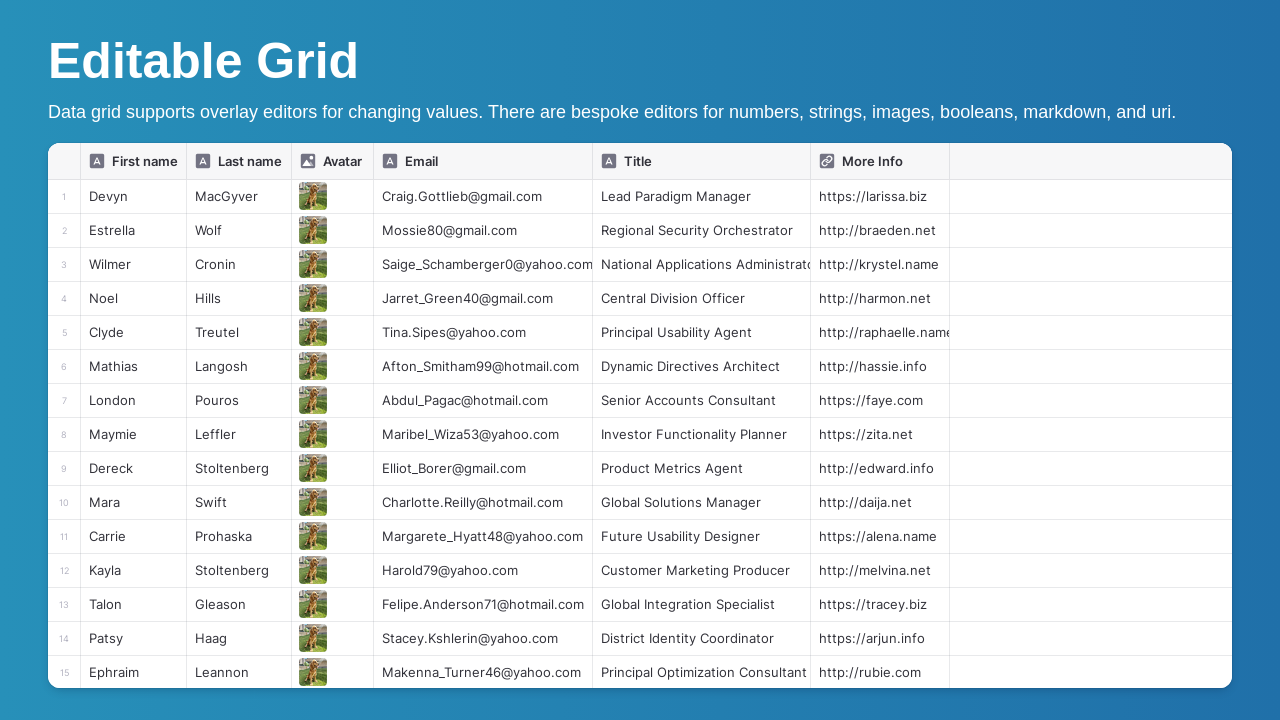 Editable Grid
Data grid supports overlay editors for changing values. There are bespoke editors for numbers, strings, images, booleans, markdown, and uri.
First name Last name Avatar Email Title More Info
1 Devyn MacGyver Craig.Gottlieb@gmail.com Lead Paradigm Manager https://larissa.biz
2 Estrella Wolf Mossie80@gmail.com Regional Security Orchestrator http://braeden.net
3 Wilmer Cronin Saige_Schamberger0@yahoo.com National Applications Administrato http://krystel.name
4 Noel Hills Jarret_Green40@gmail.com Central Division Officer http://harmon.net
5 Clyde Treutel Tina.Sipes@yahoo.com Principal Usability Agent http://raphaelle.name
6 Mathias Langosh Afton_Smitham99@hotmail.com Dynamic Directives Architect http://hassie.info
7 London Pouros Abdul_Pagac@hotmail.com Senior Accounts Consultant https://faye.com
8 Maymie Leffler Maribel_Wiza53@yahoo.com Investor Functionality Planner https://zita.net
9 Dereck Stoltenberg Elliot_Borer@gmail.com Product Metrics Agent http://edward.info
10 Mara Swift Charlotte.Reilly@hotmail.com Global Solutions Manager http://daija.net
11 Carrie Prohaska Margarete_Hyatt48@yahoo.com Future Usability Designer https://alena.name
12 Kayla Stoltenberg Harold79@yahoo.com Customer Marketing Producer http://melvina.net
13 Talon Gleason Felipe.Anderson71@hotmail.com Global Integration Specialist https://tracey.biz
14 Patsy Haag Stacey.Kshlerin@yahoo.com District Identity Coordinator https://arjun.info
15 Ephraim Leannon Makenna_Turner46@yahoo.com Principal Optimization Consultant http://rubie.com